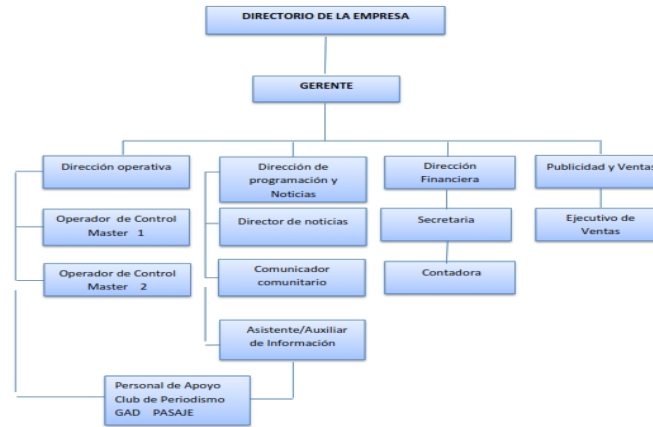 DIRECTORIO DE LA EMPRESA
GERENTE
Dirección operativa
Dirección de
programación y
Noticias
Dirección
Financiera
Publicidad y Ventas
Operador de Control
Master 1
Director de noticias
Secretaria
Ejecutivo de
Ventas
Operador de Control
Master 2
Comunicador
comunitario
Contadora
Asistente/Auxiliar
de Información
Personal de Apoyo
Club de Periodismo
GAD PASAJE